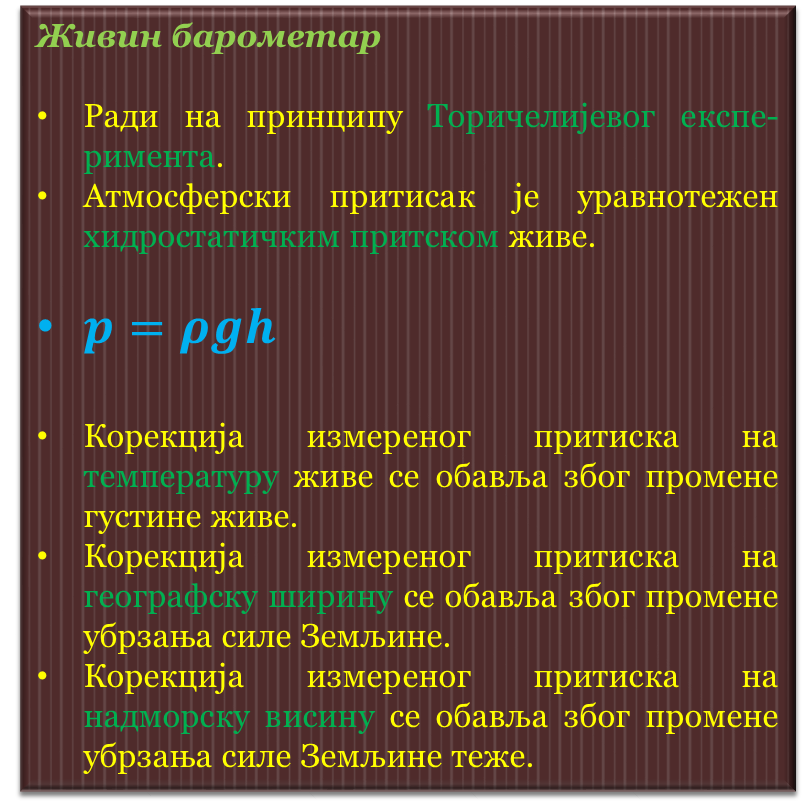 Живин барометар
• Ради на принципу Торичелијевог експе-
римента.
• Атмосферски притисак је уравнотежен
хидростатичким притском живе.
• p = ρgh
• Корекција измереног притиска на
температуру живе се обавља због промене
густине живе.
• Корекција измереног притиска на
географску ширину се обавља због промене
убрзања силе Земљине.
• Корекција измереног притиска на
надморску висину се обавља због промене
убрзања силе Земљине теже.